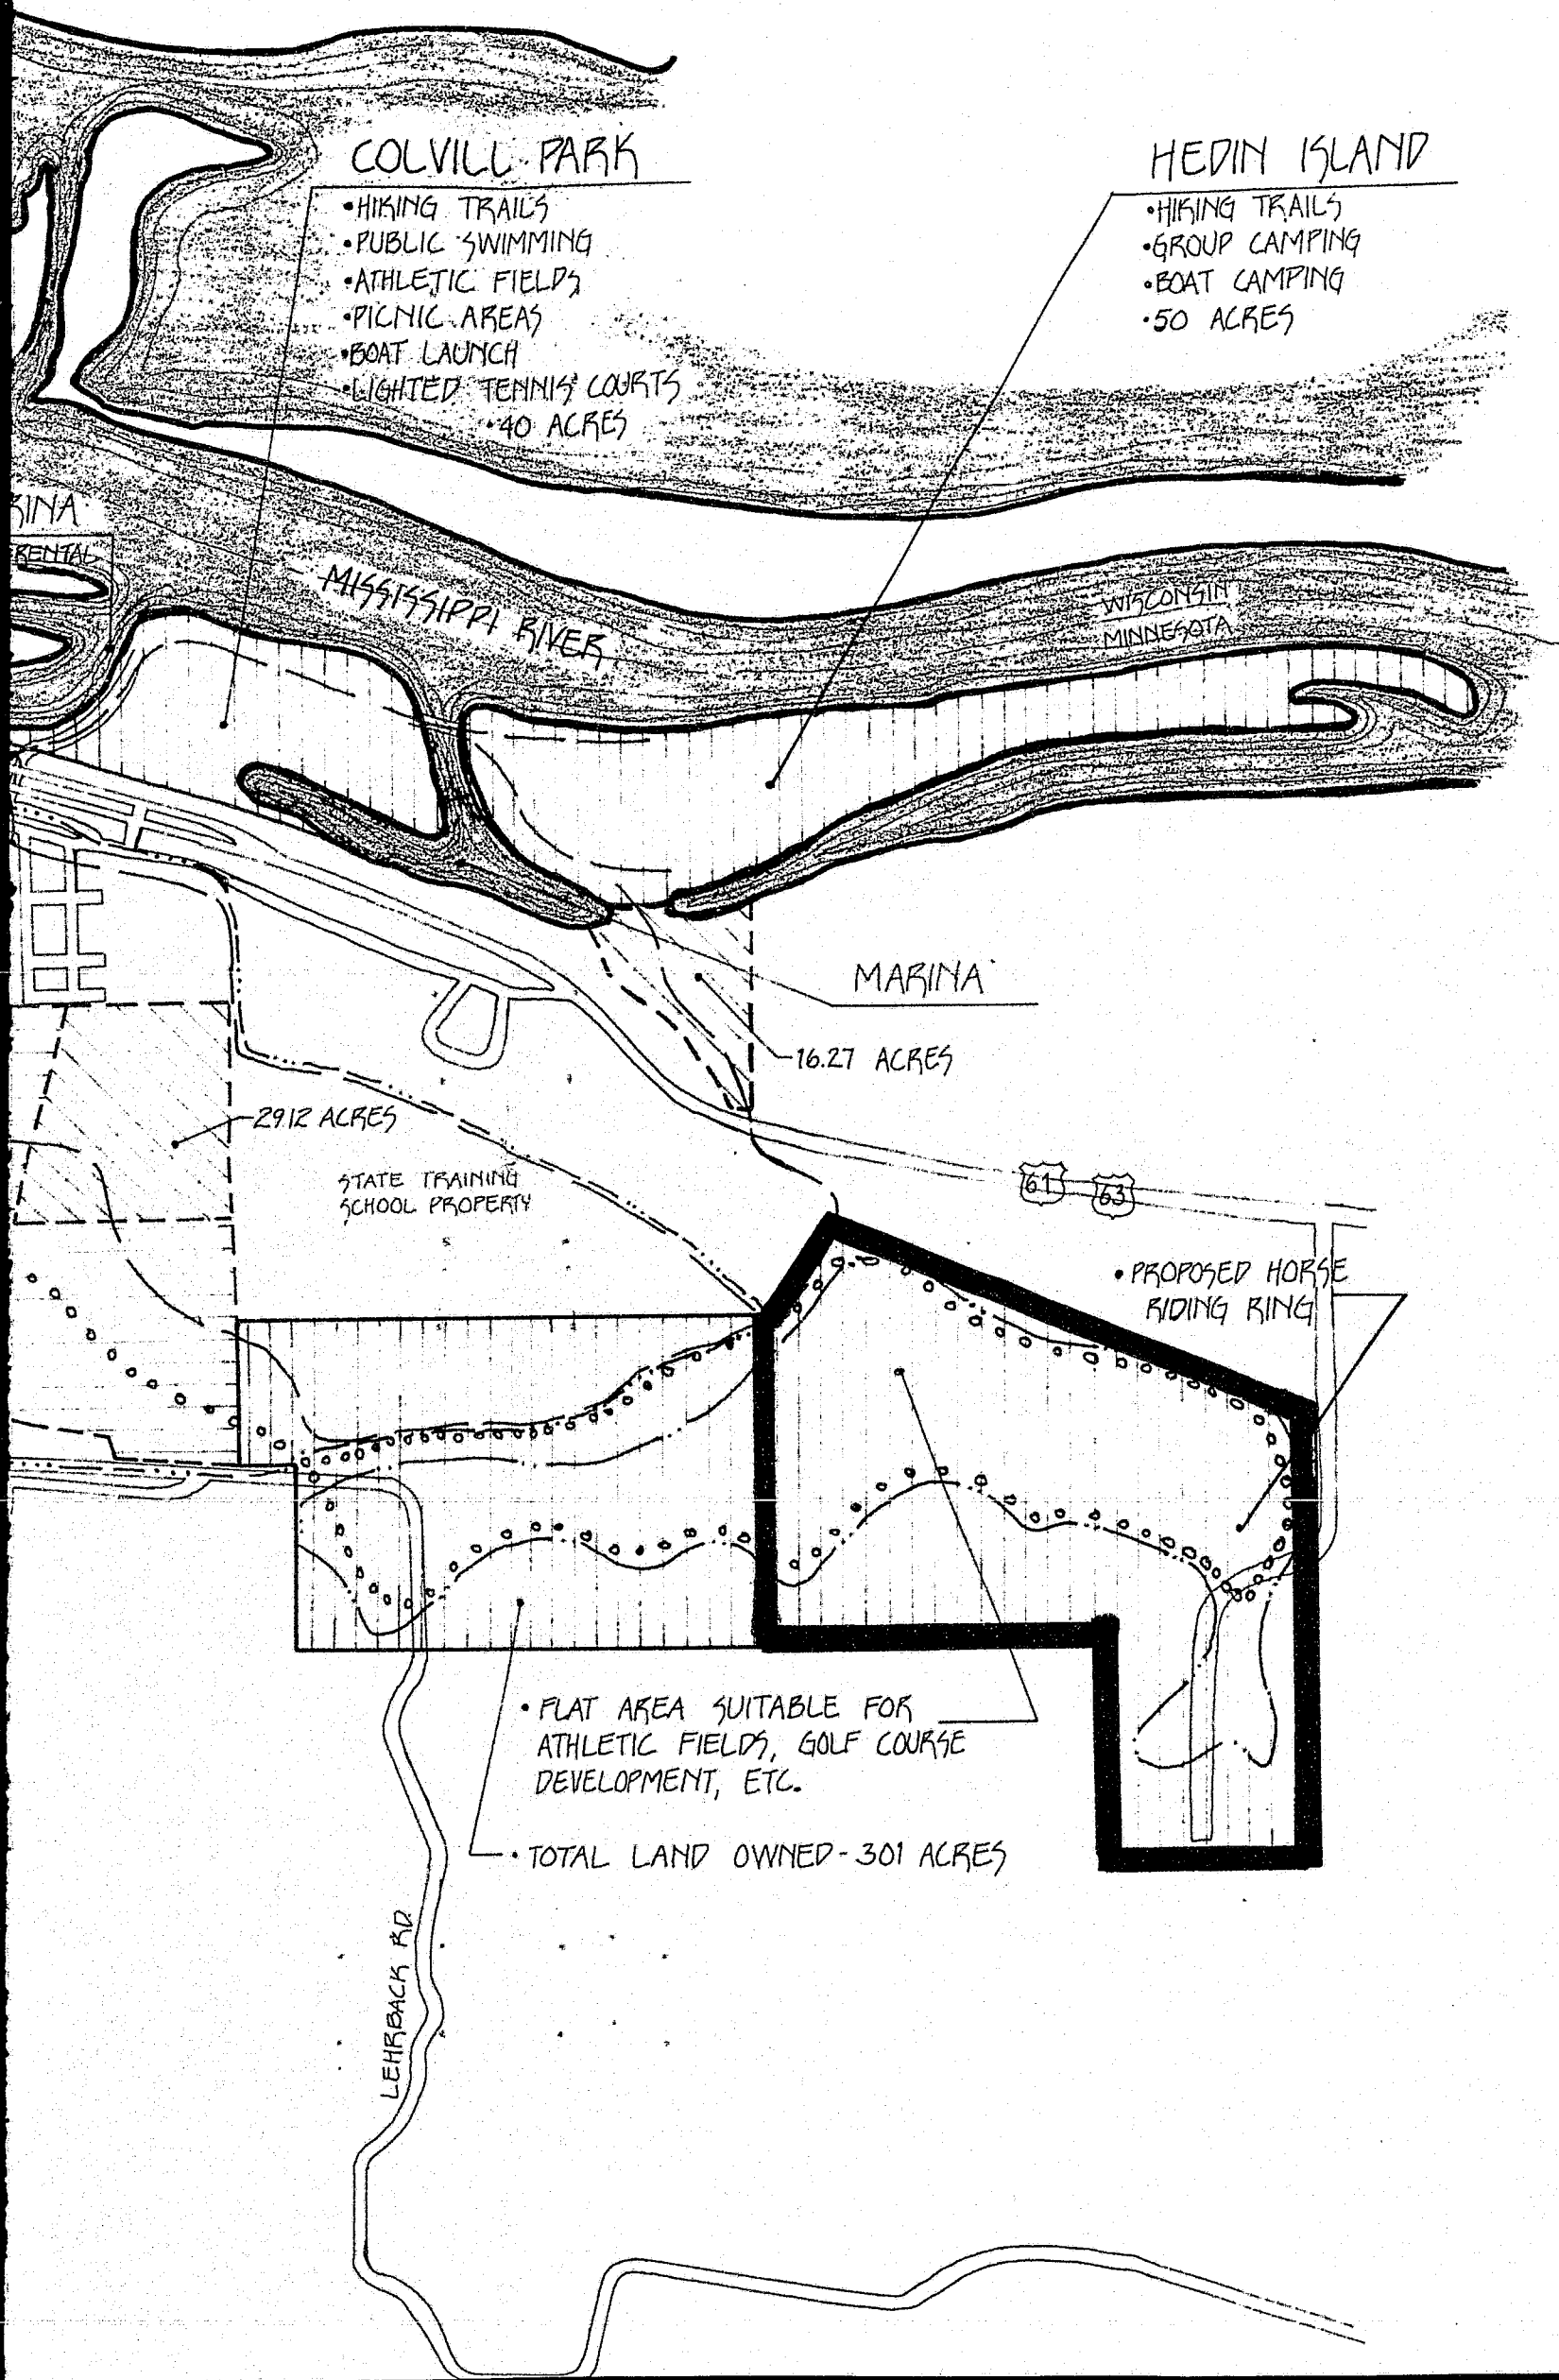 COLVILL PARK
•HIKING TRAILS
•PUBLIC SWIMMING
•ATHLETIC FIELDS
•PICNIC AREAS
•BOAT LAUNCH
•LIGHTED TENNIS COURTS
•40 ACRES
HEDIN ISLAND
•HIKING TRAILS
•GROUP CAMPING
•BOAT CAMPING
•50 ACRES
RINA
RENTAL
MISSISSIPPI RIVER
WISCONSIN
MINNESOTA
MARINA
16.27 ACRES
29.12 ACRES
STATE TRAINING
SCHOOL PROPERTY
61
63
• PROPOSED HORSE
RIDING RING
• FLAT AREA SUITABLE FOR
ATHLETIC FIELDS, GOLF COURSE
DEVELOPMENT, ETC.
• TOTAL LAND OWNED - 301 ACRES
LEHRBACK RD.